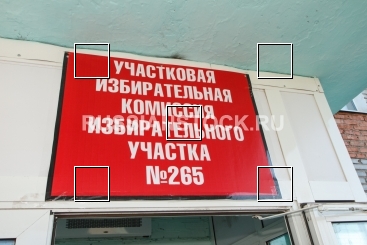 УЧАСТКОВАЯ
ИЗБИРАТЕЛЬНАЯ
КОМИССИЯ
ИЗБИРАТЕЛЬНОГО
УЧАСТКА
№265